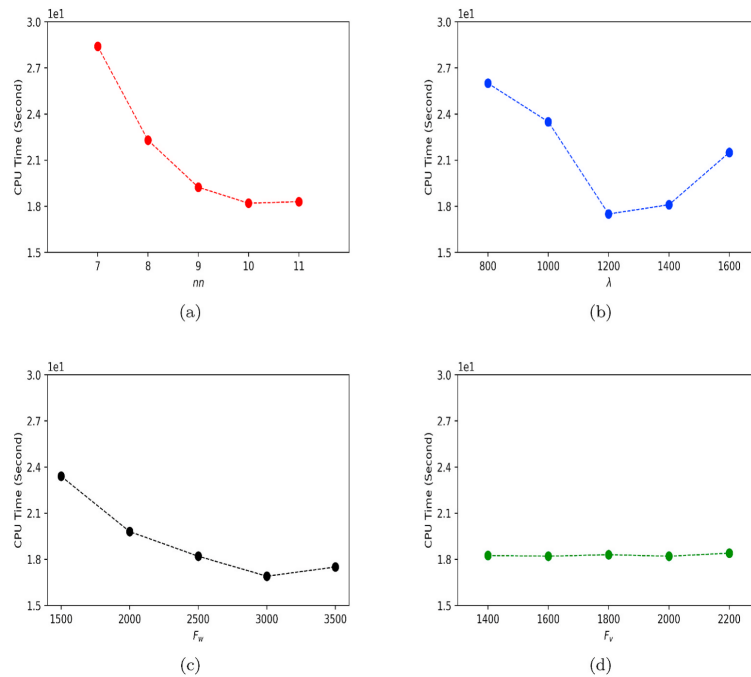 1e1
3.0
2.7
2.4
2.1
1.8
1.5
CPU Time (Second)
7 8 9 10 11
nn
(a)
1e1
3.0
2.7
2.4
2.1
1.8
1.5
CPU Time (Second)
800 1000 1200 1400 1600
λ
(b)
1e1
3.0
2.7
2.4
2.1
1.8
1.5
CPU Time (Second)
1500 2000 2500 3000 3500
F_w
(c)
1e1
3.0
2.7
2.4
2.1
1.8
1.5
CPU Time (Second)
1400 1600 1800 2000 2200
F_v
(d)